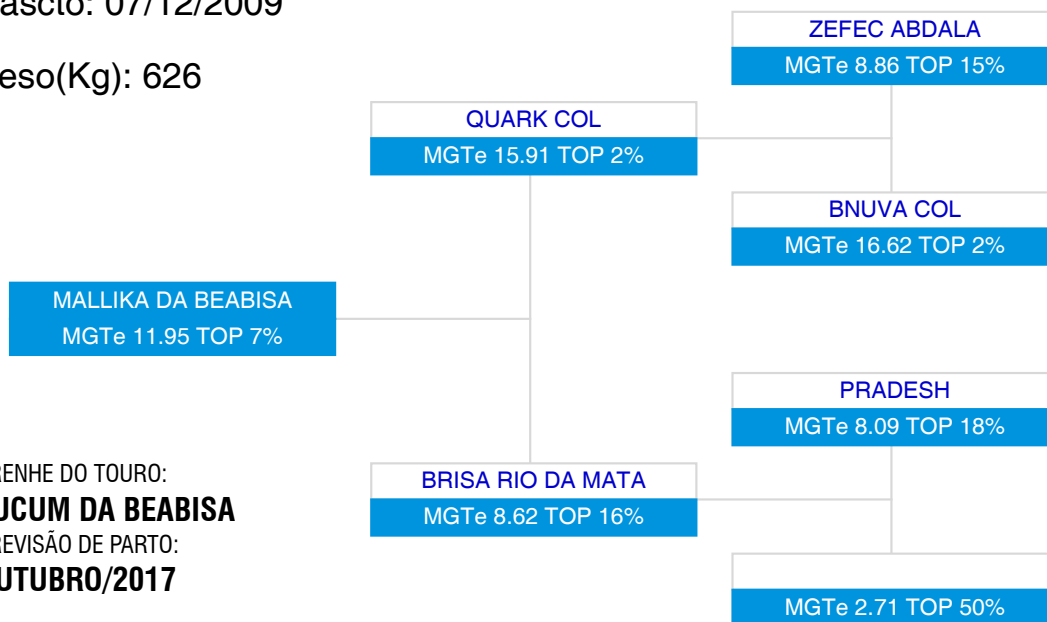 ascto: 07/12/2009
eso(Kg): 626
ZEFEC ABDALA
MGTe 8.86 TOP 15%
QUARK COL
MGTe 15.91 TOP 2%
BNUVA COL
MGTe 16.62 TOP 2%
MALLIKA DA BEABISA
MGTe 11.95 TOP 7%
PRADESH
MGTe 8.09 TOP 18%
BRISA RIO DA MATA
MGTe 8.62 TOP 16%
MGTe 2.71 TOP 50%
RENHE DO TOURO:
UCUM DA BEABISA
REVISÃO DE PARTO:
UTUBRO/2017